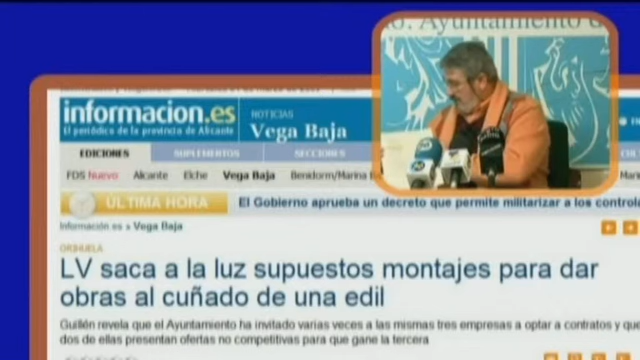 o. Ayuntamiento d
informacion.es
El periódico de la provincia de Alicante
NOTICIAS
Vega Baja
EDICIONES SUPLEMENTOS SECCIONES
FDS Nuevo Alicante Elche Vega Baja Benidorm/Marina
ÚLTIMA HORA El Gobierno aprueba un decreto que permite militarizar a los controla
Información.es » Vega Baja
ORIHUELA
LV saca a la luz supuestos montajes para dar
obras al cuñado de una edil
Guillén revela que el Ayuntamiento ha invitado varias veces a las mismas tres empresas a optar a contratos y que
dos de ellas presentan ofertas no competitivas para que gane la tercera